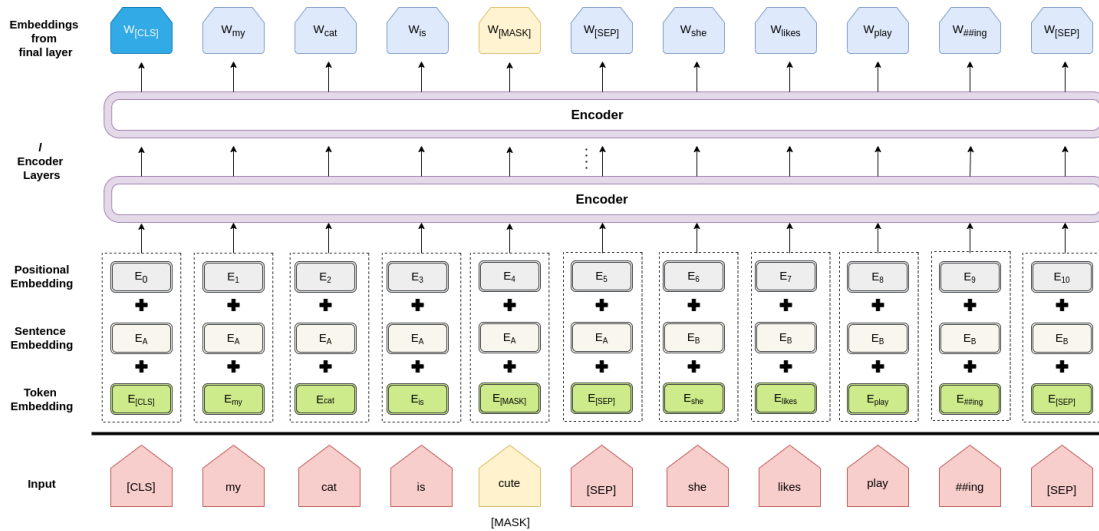 Embeddings from final layer
W[CLS] Wmy Wcat Wis W[MASK] W[SEP] Wshe Wlikes Wplay W##ing W[SEP]
Encoder
/ Encoder Layers
Encoder
Positional Embedding
E0 E1 E2 E3 E4 E5 E6 E7 E8 E9 E10
Sentence Embedding
EA EA EA EA EA EA EB EB EB EB EB
Token Embedding
E[CLS] Emy Ecat Eis E[MASK] E[SEP] Eshe Elikes Eplay E##ing E[SEP]
Input
[CLS] my cat is cute [SEP] she likes play ##ing [SEP]
[MASK]